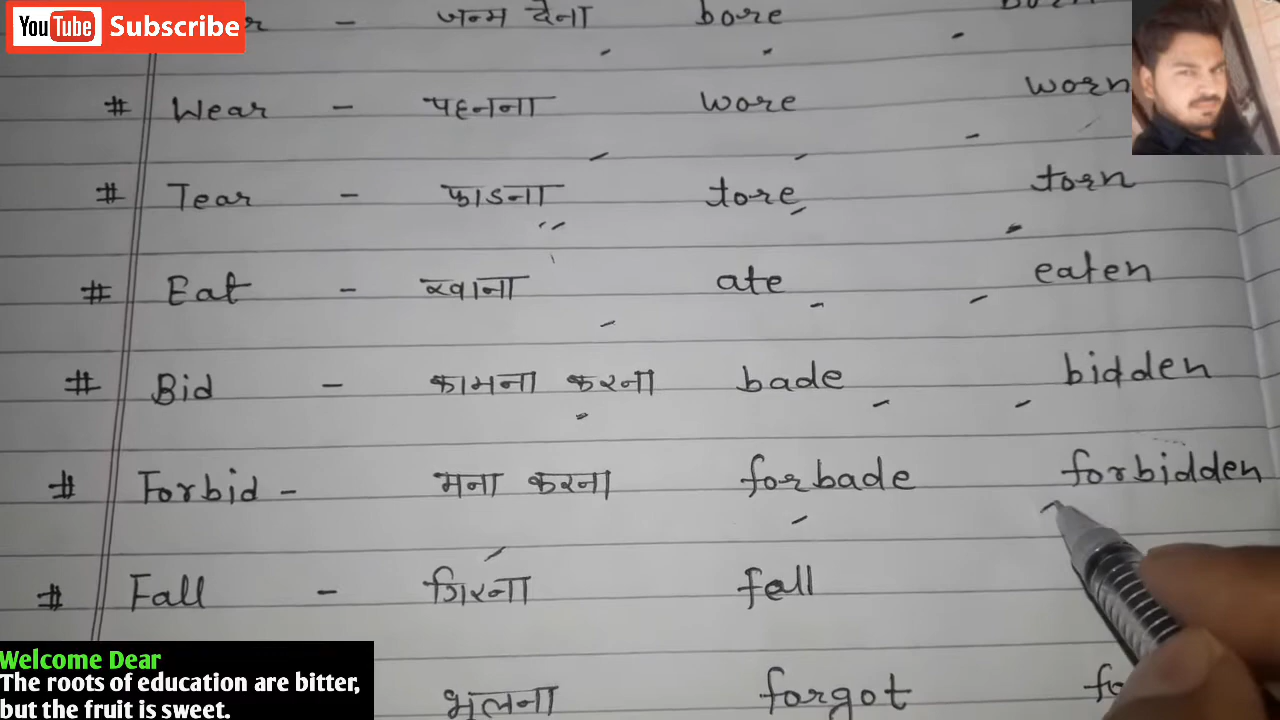 YouTube Subscribe
जन्म देना bore
# Wear - पहनना wore worn
# Tear - फाडना tore torn
# Eat - खाना ate eaten
# Bid - कामना करना bade bidden
# Forbid - मना करना forbade forbidden
# Fall - गिरना fell
भूलना forgot
Welcome Dear
The roots of education are bitter,
but the fruit is sweet.